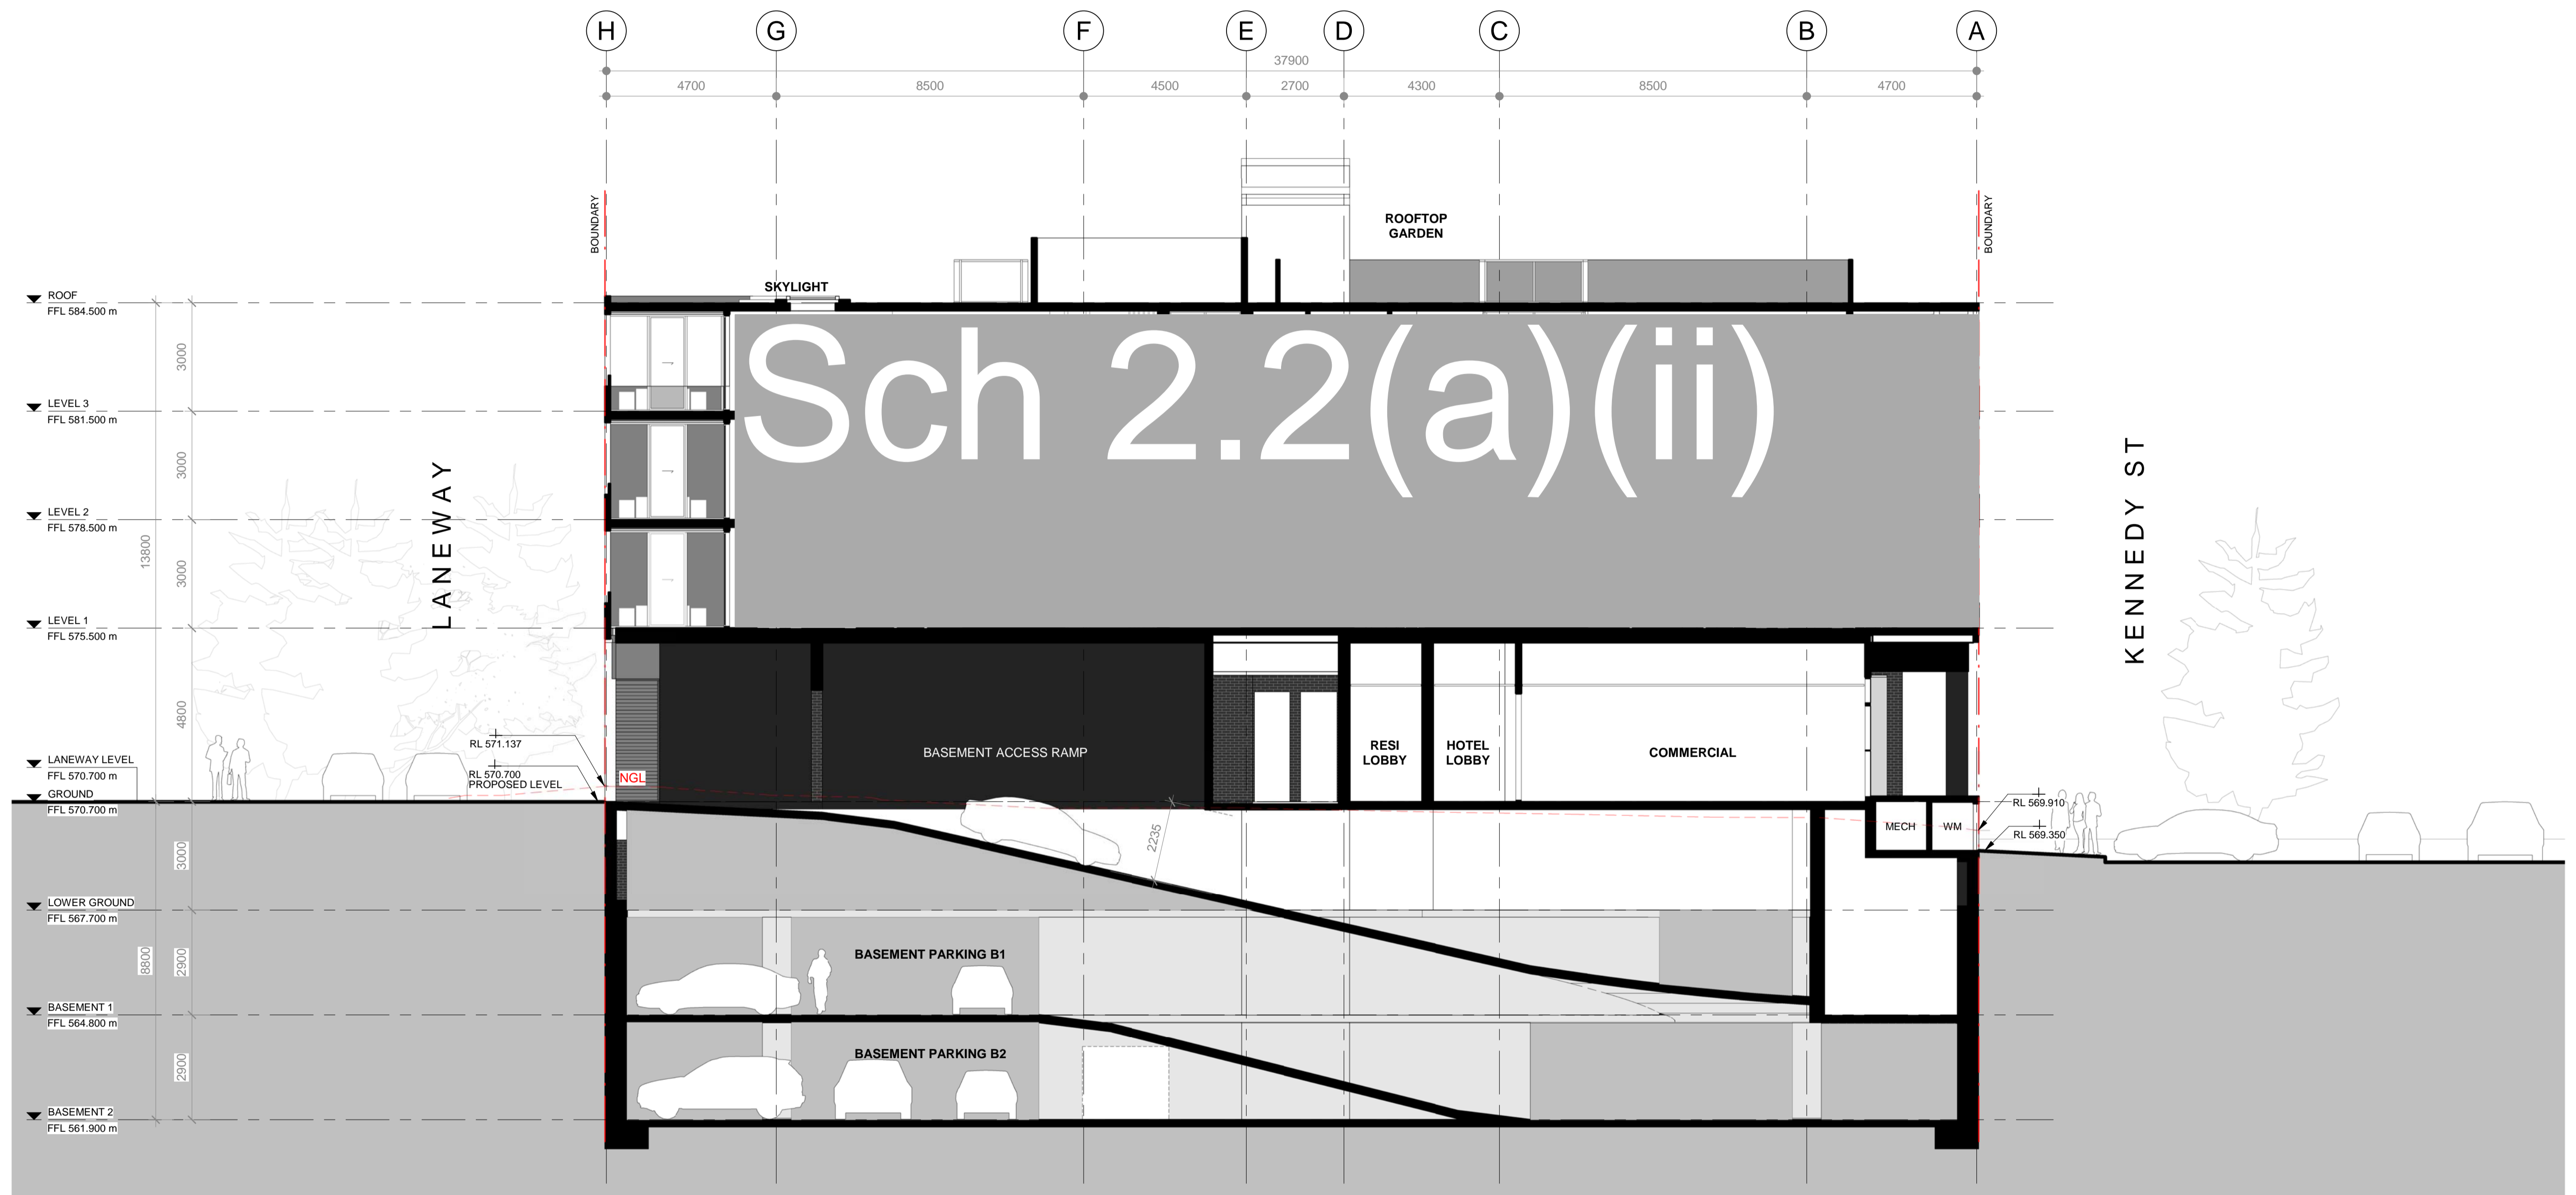 H G F E D C B A
37900
4700 8500 4500 2700 4300 8500 4700
BOUNDARY
BOUNDARY
ROOFTOP
GARDEN
SKYLIGHT
ROOF
FFL 584.500 m
3000
Sch 2.2(a)(ii)
LEVEL 3
FFL 581.500 m
3000
LANEWAY
KENNEDY ST
LEVEL 2
FFL 578.500 m
13800
3000
LEVEL 1
FFL 575.500 m
4800
RL 571.137
RL 570.700
PROPOSED LEVEL
NGL
BASEMENT ACCESS RAMP
RESI
LOBBY
HOTEL
LOBBY
COMMERCIAL
LANEWAY LEVEL
FFL 570.700 m
GROUND
FFL 570.700 m
MECH
WM
RL 569.910
RL 569.350
2235
3000
LOWER GROUND
FFL 567.700 m
8800
2900
BASEMENT PARKING B1
BASEMENT 1
FFL 564.800 m
2900
BASEMENT PARKING B2
BASEMENT 2
FFL 561.900 m